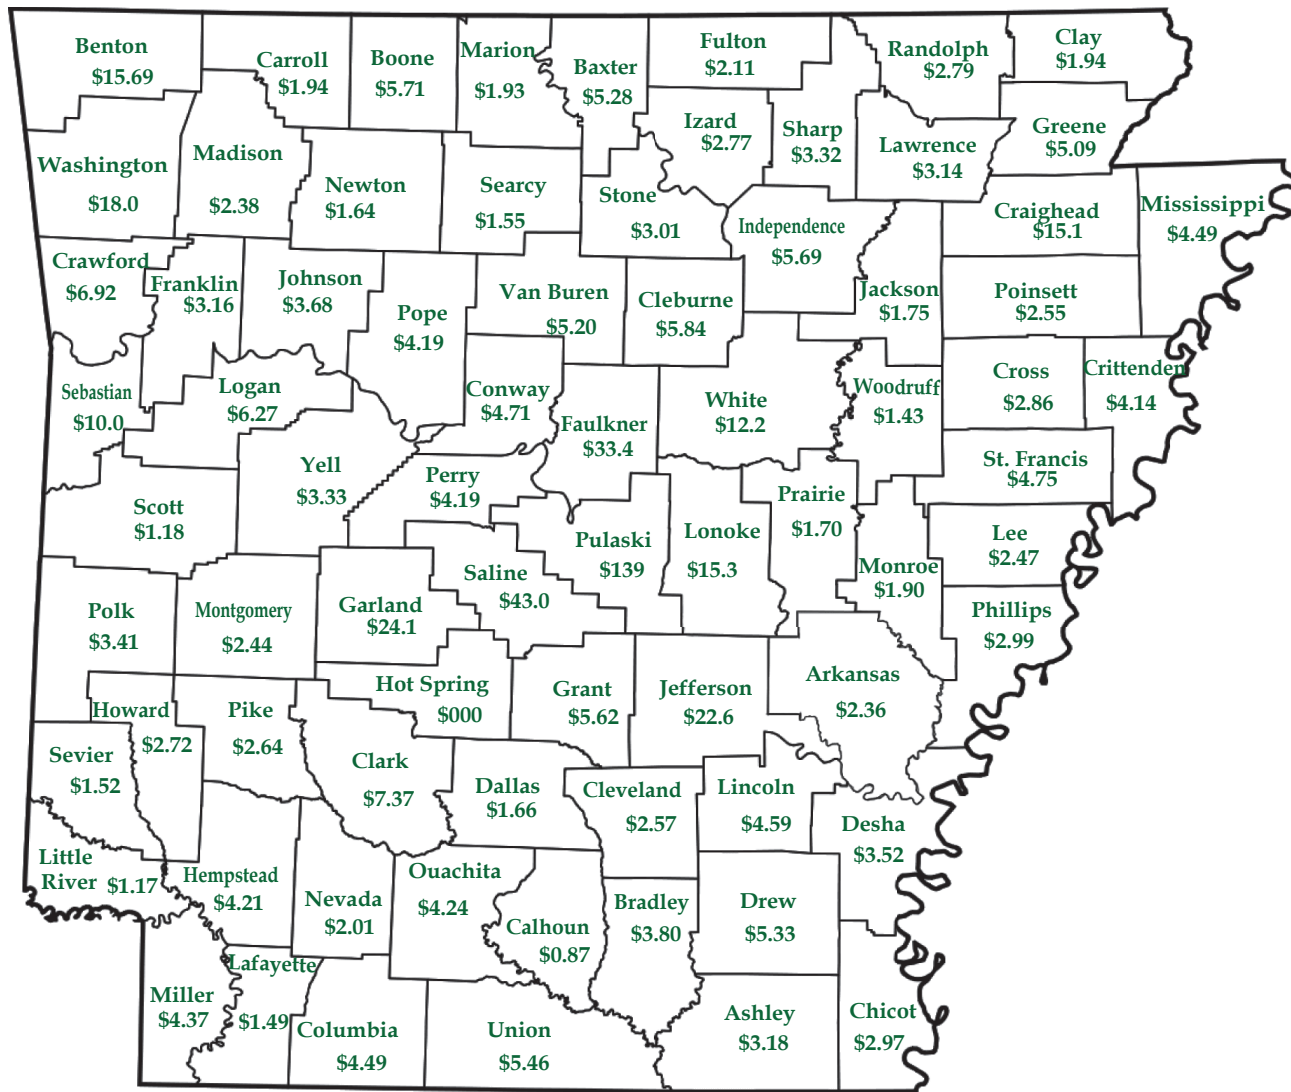 Benton
$15.69
Carroll
$1.94
Boone
$5.71
Marion
$1.93
Baxter
$5.28
Fulton
$2.11
Randolph
$2.79
Clay
$1.94
Izard
$2.77
Sharp
$3.32
Lawrence
$3.14
Greene
$5.09
Washington
$18.0
Madison
$2.38
Newton
$1.64
Searcy
$1.55
Stone
$3.01
Independence
$5.69
Craighead
$15.1
Mississippi
$4.49
Crawford
$6.92
Franklin
$3.16
Johnson
$3.68
Pope
$4.19
Van Buren
$5.20
Cleburne
$5.84
Jackson
$1.75
Poinsett
$2.55
Sebastian
$10.0
Logan
$6.27
Conway
$4.71
Faulkner
$33.4
White
$12.2
Woodruff
$1.43
Cross
$2.86
Crittenden
$4.14
Scott
$1.18
Yell
$3.33
Perry
$4.19
Pulaski
$139
Lonoke
$15.3
Prairie
$1.70
St. Francis
$4.75
Lee
$2.47
Monroe
$1.90
Phillips
$2.99
Polk
$3.41
Montgomery
$2.44
Garland
$24.1
Saline
$43.0
Hot Spring
$000
Grant
$5.62
Jefferson
$22.6
Arkansas
$2.36
Howard
$2.72
Pike
$2.64
Sevier
$1.52
Clark
$7.37
Dallas
$1.66
Cleveland
$2.57
Lincoln
$4.59
Desha
$3.52
Little
River $1.17
Hempstead
$4.21
Nevada
$2.01
Ouachita
$4.24
Calhoun
$0.87
Bradley
$3.80
Drew
$5.33
Miller
$4.37
Lafayette
$1.49
Columbia
$4.49
Union
$5.46
Ashley
$3.18
Chicot
$2.97